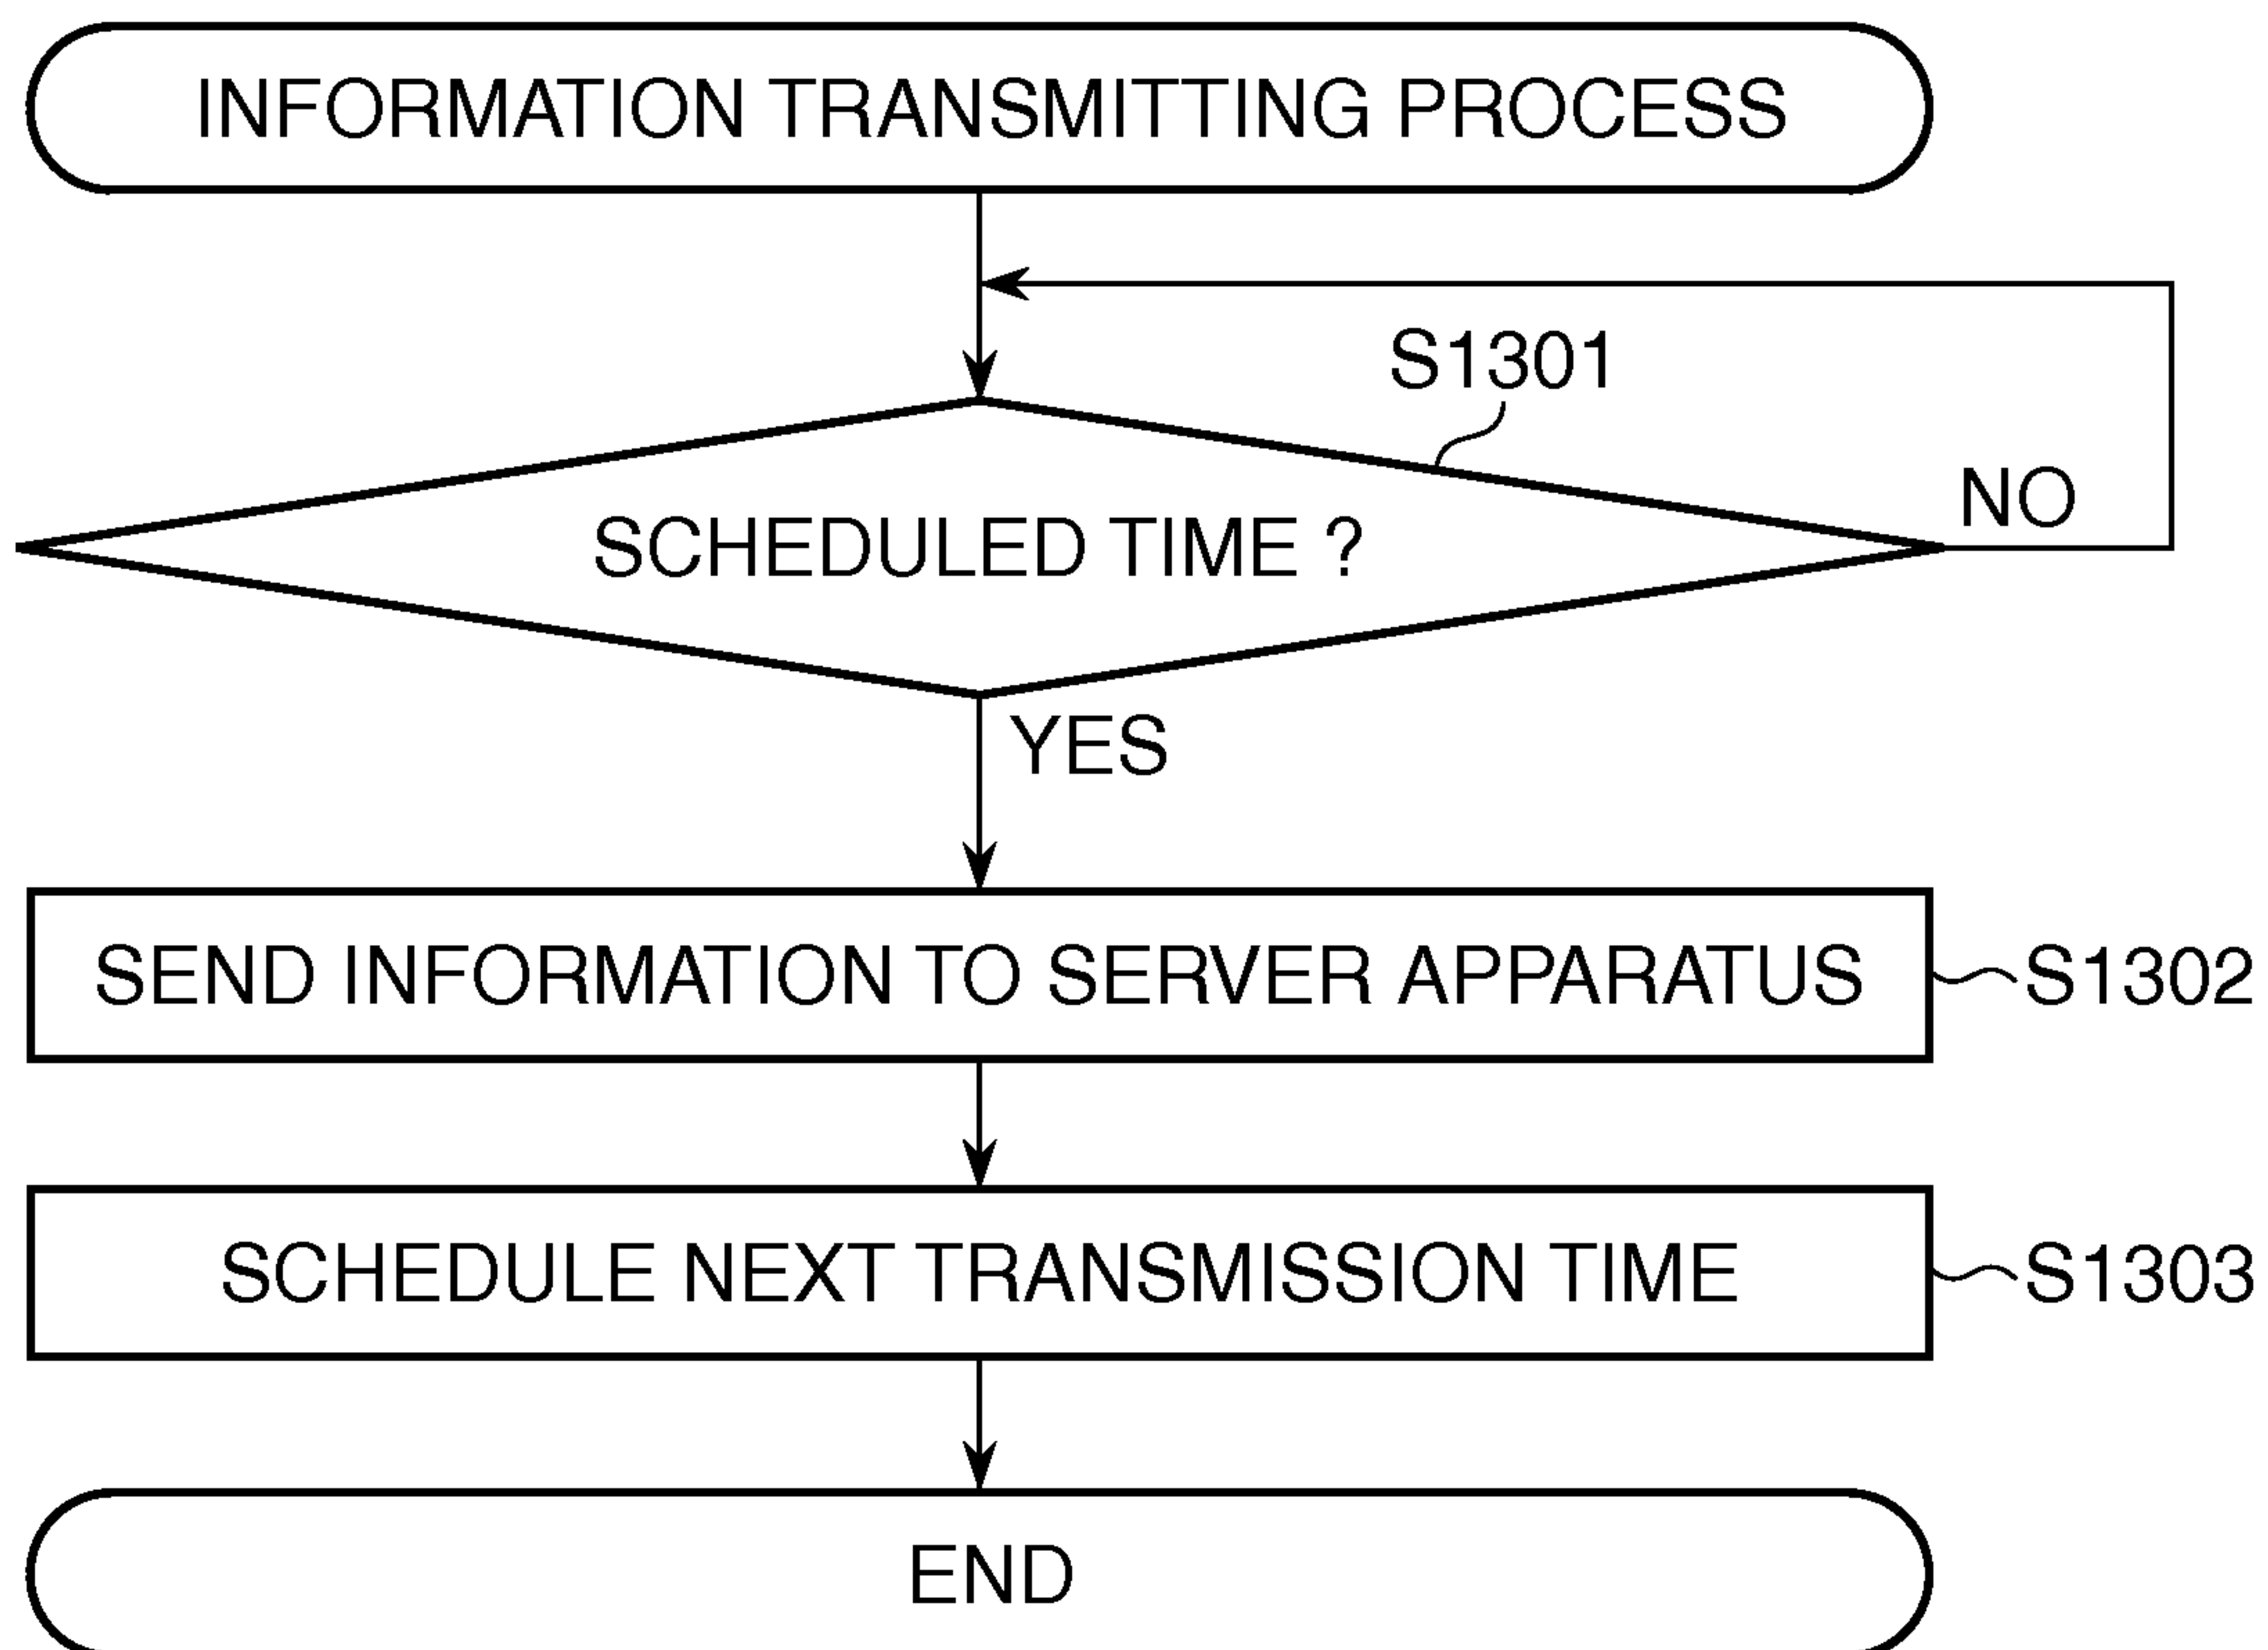 INFORMATION TRANSMITTING PROCESS
S1301
SCHEDULED TIME ?
NO
YES
SEND INFORMATION TO SERVER APPARATUS
S1302
SCHEDULE NEXT TRANSMISSION TIME
S1303
END